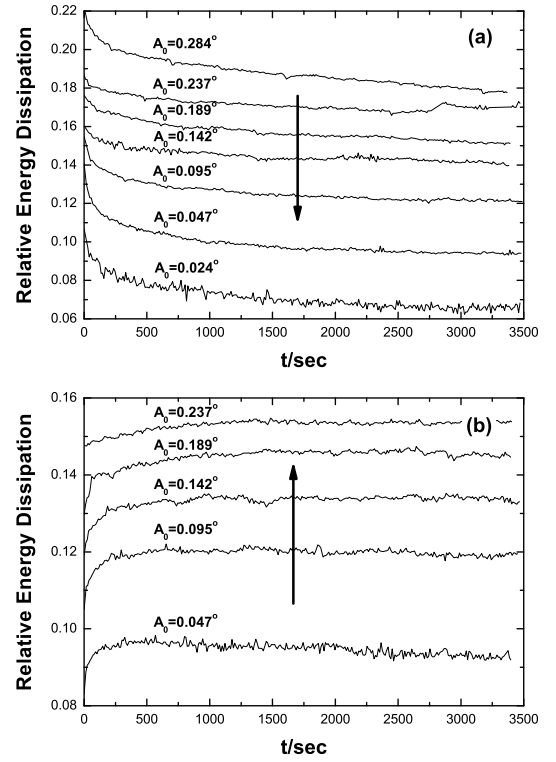 0.22
(a)
A₀=0.284°
0.20
A₀=0.237°
0.18
A₀=0.189°
0.16
A₀=0.142°
0.14
A₀=0.095°
0.12
A₀=0.047°
0.10
A₀=0.024°
0.08
0.06
Relative Energy Dissipation
0 500 1000 1500 2000 2500 3000 3500
t/sec
0.16
A₀=0.237°
(b)
A₀=0.189°
0.14
A₀=0.142°
A₀=0.095°
0.12
A₀=0.047°
0.10
0.08
Relative Energy Dissipation
0 500 1000 1500 2000 2500 3000 3500
t/sec